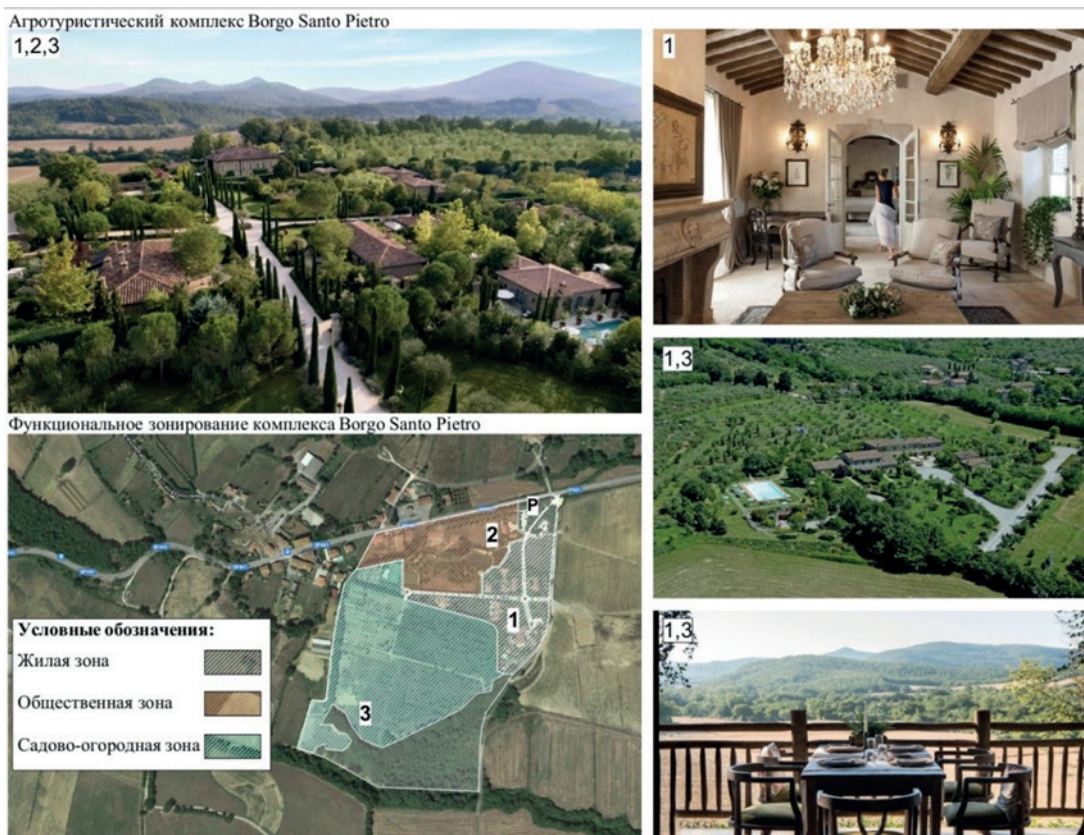 Агротуристический комплекс Borgo Santo Pietro
1,2,3
1
1,3
1,3
Функциональное зонирование комплекса Borgo Santo Pietro
P
2
1
3
Условные обозначения:
Жилая зона
Общественная зона
Садово-огородная зона